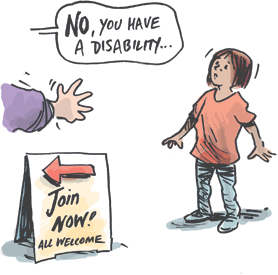 NO, YOU HAVE
A DISABILITY...
Join
NOW!
ALL WELCOME